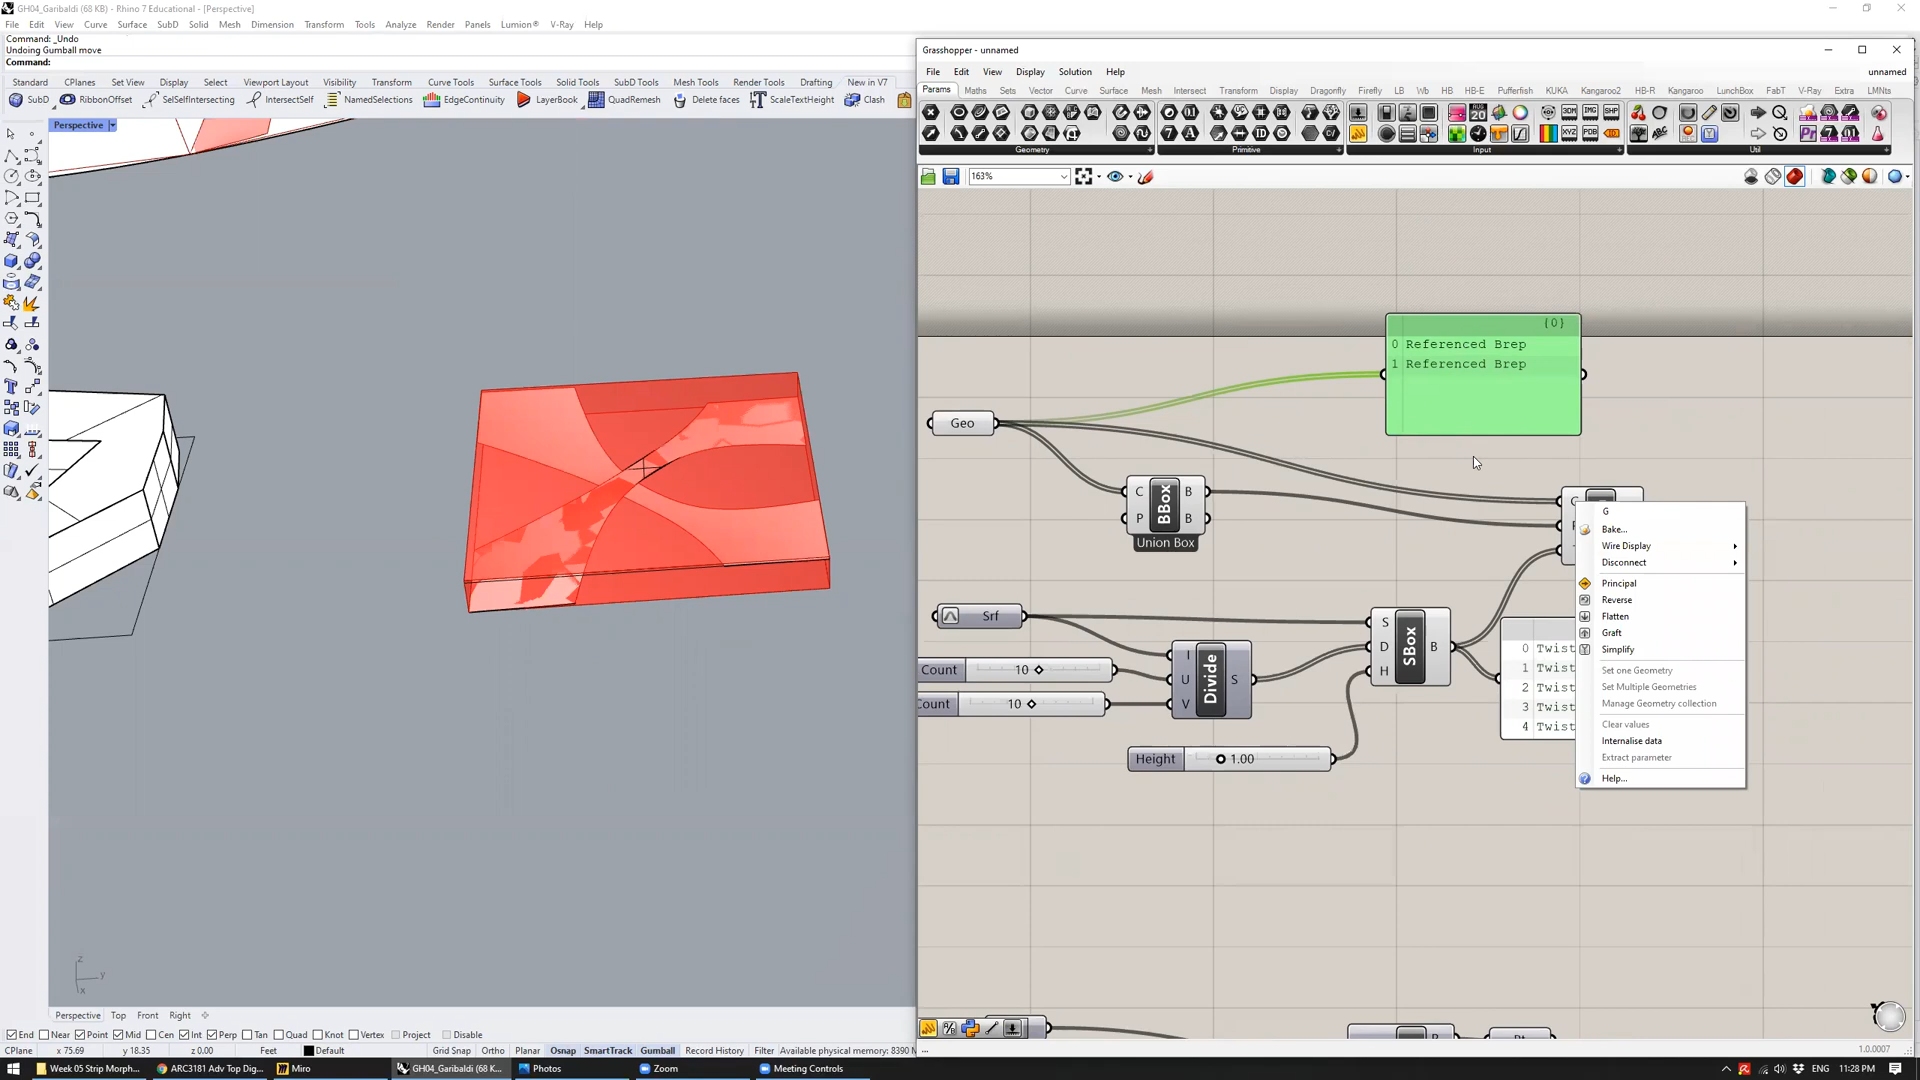 GH04_Garibaldi (68 KB) - Rhino 7 Educational - [Perspective]
File Edit View Curve Surface SubD Solid Mesh Dimension Transform Tools Analyze Render Panels Lumion® V-Ray Help
Command: _Undo
Undoing Gumball move
Command:
Standard CPlanes Set View Display Select Viewport Layout Visibility Transform Curve Tools Surface Tools Solid Tools SubD Tools Mesh Tools Render Tools Drafting New in V7
SubD RibbonOffset SelSelfIntersecting IntersectSelf NamedSelections EdgeContinuity LayerBook QuadRemesh Delete faces ScaleTextHeight Clash
Perspective
z
y
x
Perspective Top Front Right
End Near Point Mid Cen Int Perp Tan Quad Knot Vertex Project Disable
CPlane x 75.69 y 18.35 z 0.00 Feet Default Grid Snap Ortho Planar Osnap SmartTrack Gumball Record History Filter Available physical memory: 8390
Grasshopper - unnamed
File Edit View Display Solution Help unnamed
Params Maths Sets Vector Curve Surface Mesh Intersect Transform Display Dragonfly LB Wb HB HB-E Pufferfish KUKA Kangaroo2 HB-R Kangaroo LunchBox FabT V-Ray Extra LMNts
Geometry Primitive Input Util
163%
{0}
0 Referenced Brep
1 Referenced Brep
Geo
C P BBox B B
Union Box
Srf
Count 10
Count 10
I U V Divide S
S D H SBox B
Height 1.00
0 Twist
1 Twist
2 Twist
3 Twist
4 Twist
G
Bake...
Wire Display
Disconnect
Principal
Reverse
Flatten
Graft
Simplify
Set one Geometry
Set Multiple Geometries
Manage Geometry collection
Clear values
Internalise data
Extract parameter
Help...
...
1.0.0007
Week 05 Strip Morph... ARC3181 Adv Top Dig... Miro GH04_Garibaldi (68 K... Photos Zoom Meeting Controls ENG 11:28 PM